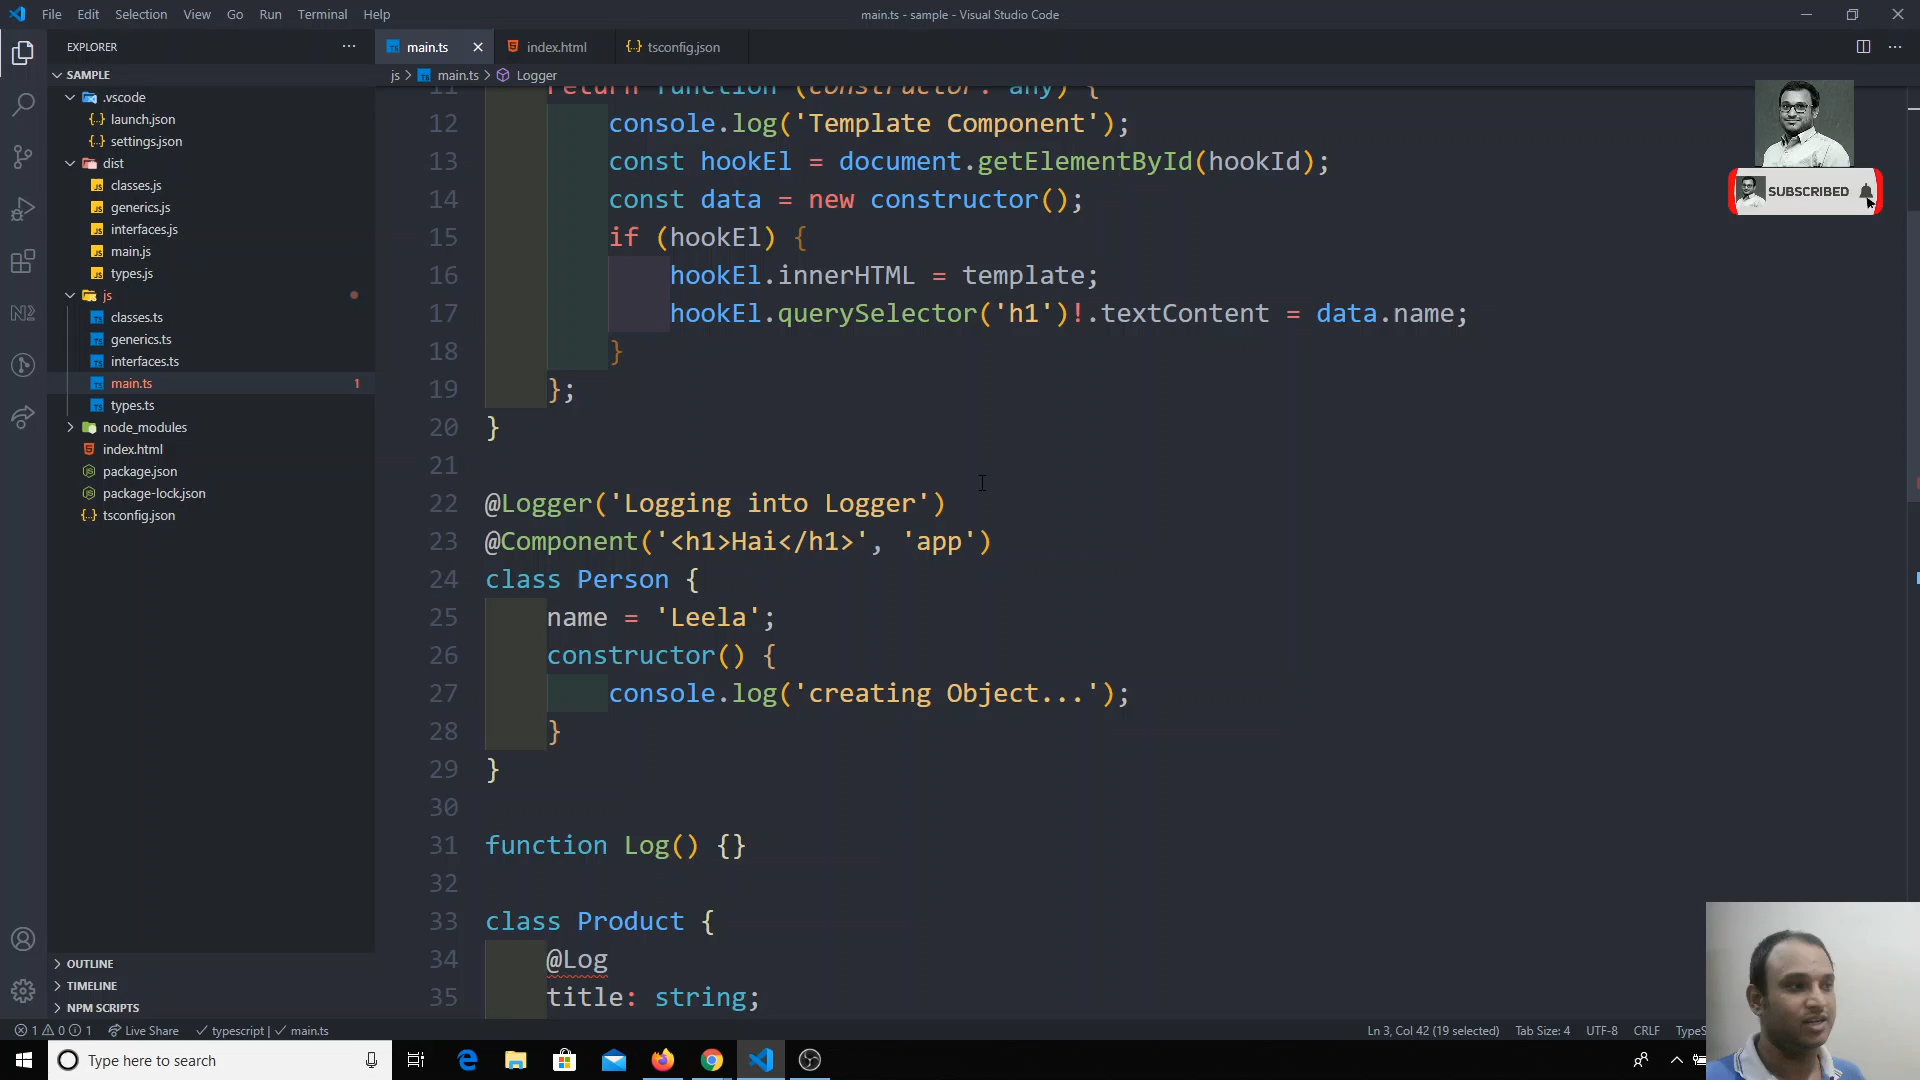 File Edit Selection View Go Run Terminal Help
main.ts - sample - Visual Studio Code
EXPLORER
main.ts
index.html
tsconfig.json
SAMPLE
js > main.ts > Logger
.vscode
launch.json
settings.json
dist
classes.js
generics.js
interfaces.js
main.js
types.js
js
classes.ts
generics.ts
interfaces.ts
main.ts 1
types.ts
node_modules
index.html
package.json
package-lock.json
tsconfig.json
OUTLINE
TIMELINE
NPM SCRIPTS
11 return function (constructor: any) {
12 console.log('Template Component');
13 const hookEl = document.getElementById(hookId);
14 const data = new constructor();
15 if (hookEl) {
16 hookEl.innerHTML = template;
17 hookEl.querySelector('h1')!.textContent = data.name;
18 }
19 };
20 }
21
22 @Logger('Logging into Logger')
23 @Component('<h1>Hai</h1>', 'app')
24 class Person {
25 name = 'Leela';
26 constructor() {
27 console.log('creating Object...');
28 }
29 }
30
31 function Log() {}
32
33 class Product {
34 @Log
35 title: string;
SUBSCRIBED
1 0 1 Live Share typescript | main.ts
Ln 3, Col 42 (19 selected) Tab Size: 4 UTF-8 CRLF
Type here to search